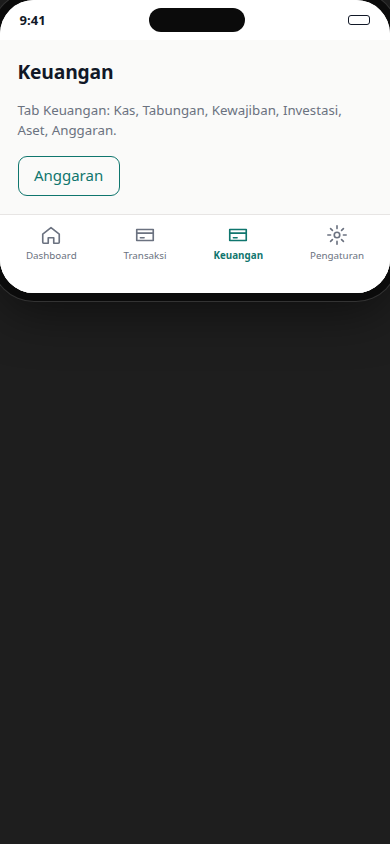 9:41
Keuangan
Tab Keuangan: Kas, Tabungan, Kewajiban, Investasi,
Aset, Anggaran.
Anggaran
Dashboard
Transaksi
Keuangan
Pengaturan